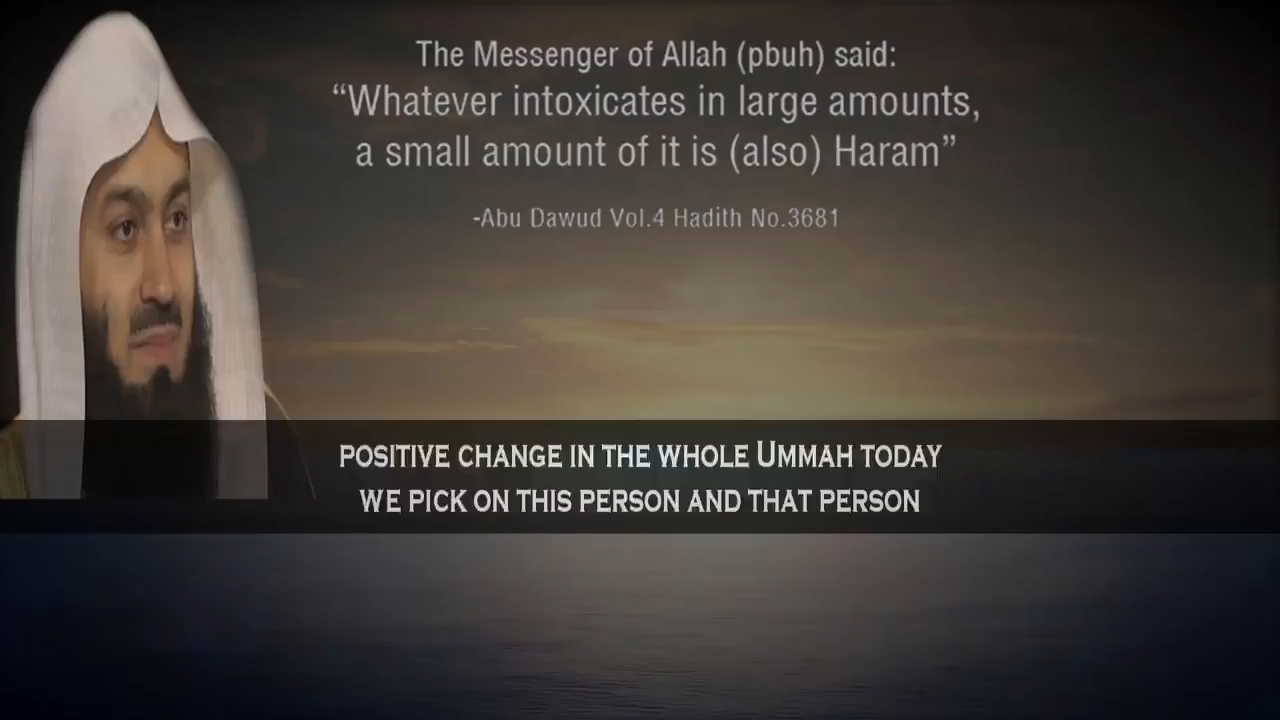 The Messenger of Allah (pbuh) said:
“Whatever intoxicates in large amounts,
a small amount of it is (also) Haram”
-Abu Dawud Vol.4 Hadith No.3681
POSITIVE CHANGE IN THE WHOLE UMMAH TODAY
WE PICK ON THIS PERSON AND THAT PERSON